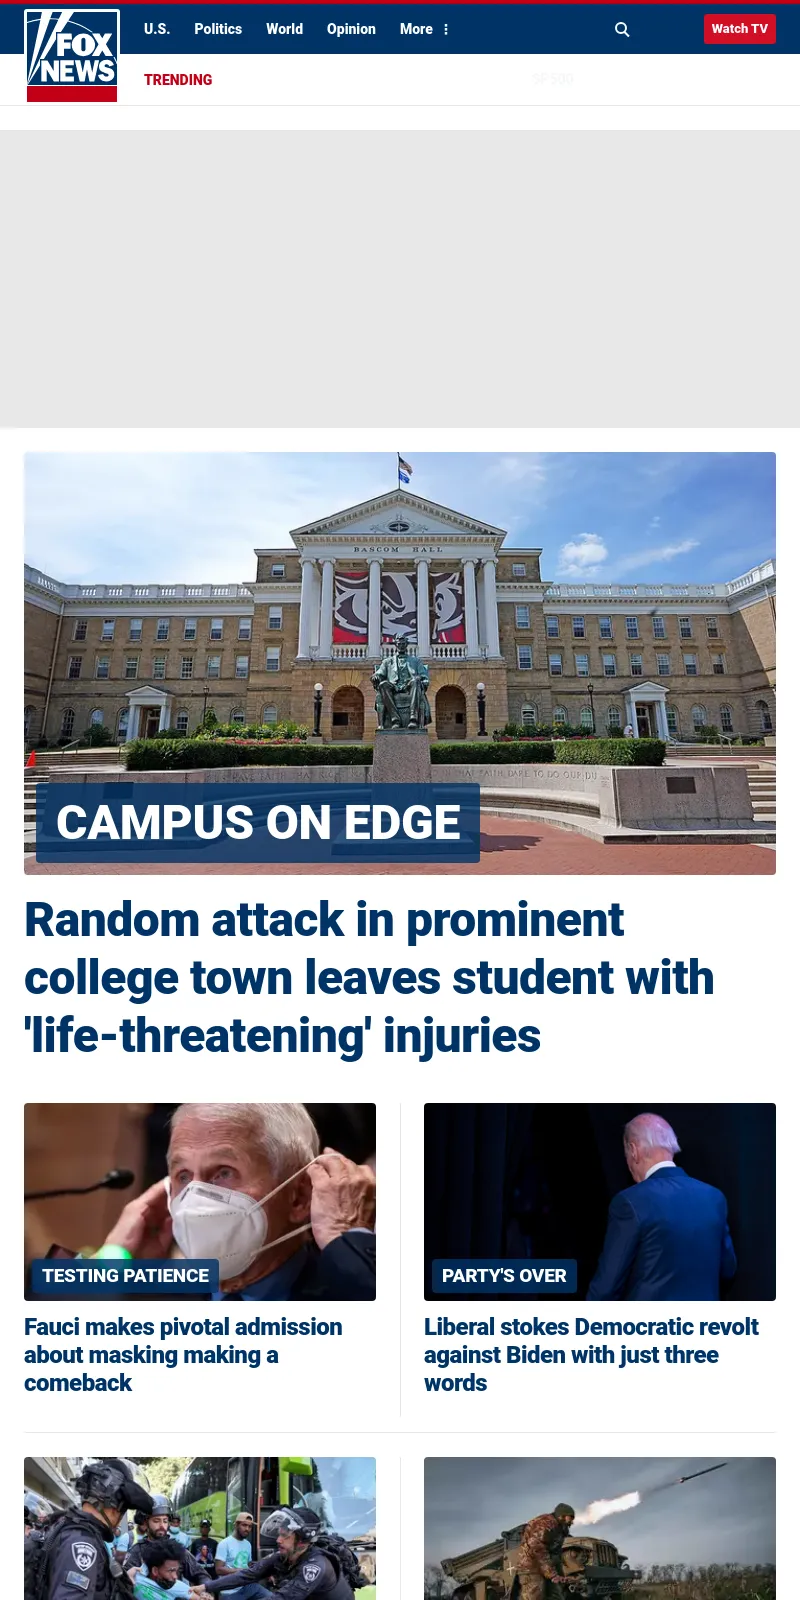 FOX
NEWS
U.S. Politics World Opinion More
Watch TV
TRENDING
SP500
BASCOM HALL
CAMPUS ON EDGE
Random attack in prominent
college town leaves student with
'life-threatening' injuries
TESTING PATIENCE
PARTY'S OVER
Fauci makes pivotal admission
about masking making a
comeback
Liberal stokes Democratic revolt
against Biden with just three
words